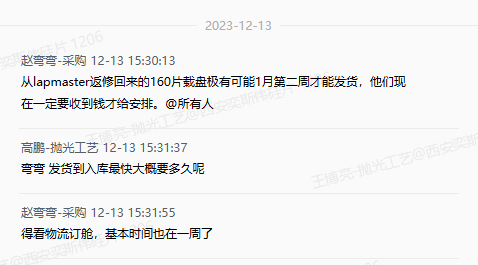 2023-12-13
赵弯弯-采购 12-13 15:30:13
从lapmaster返修回来的160片载盘极有可能1月第二周才能发货，他们现
在一定要收到钱才给安排。@所有人
高鹏-抛光工艺 12-13 15:31:37
弯弯 发货到入库最快大概要多久呢
赵弯弯-采购 12-13 15:31:55
得看物流订舱，基本时间也在一周了